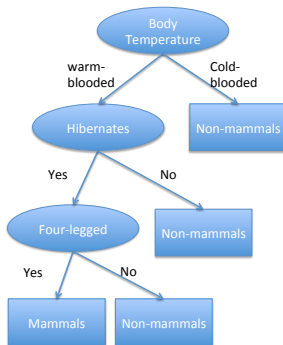 Body
Temperature
warm-
blooded
Cold-
blooded
Hibernates
Non-mammals
Yes
No
Four-legged
Non-mammals
Yes
No
Mammals
Non-mammals